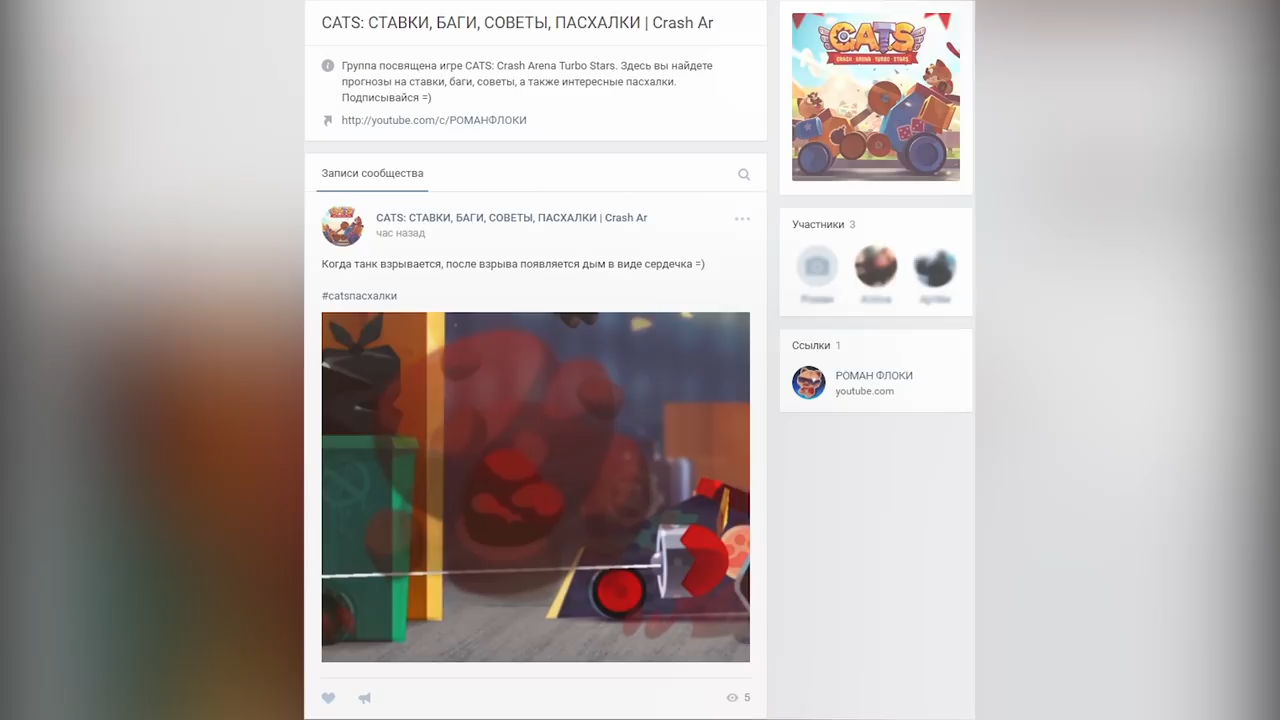 CATS: СТАВКИ, БАГИ, СОВЕТЫ, ПАСХАЛКИ | Crash Ar
Группа посвящена игре CATS: Crash Arena Turbo Stars. Здесь вы найдете
прогнозы на ставки, баги, советы, а также интересные пасхалки.
Подписывайся =)
http://youtube.com/c/РОМАНФЛОКИ
Записи сообщества
CATS: СТАВКИ, БАГИ, СОВЕТЫ, ПАСХАЛКИ | Crash Ar
час назад
Когда танк взрывается, после взрыва появляется дым в виде сердечка =)
#catsпасхалки
5
CATS
CRASH ARENA TURBO STARS
Участники 3
Ссылки 1
РОМАН ФЛОКИ
youtube.com